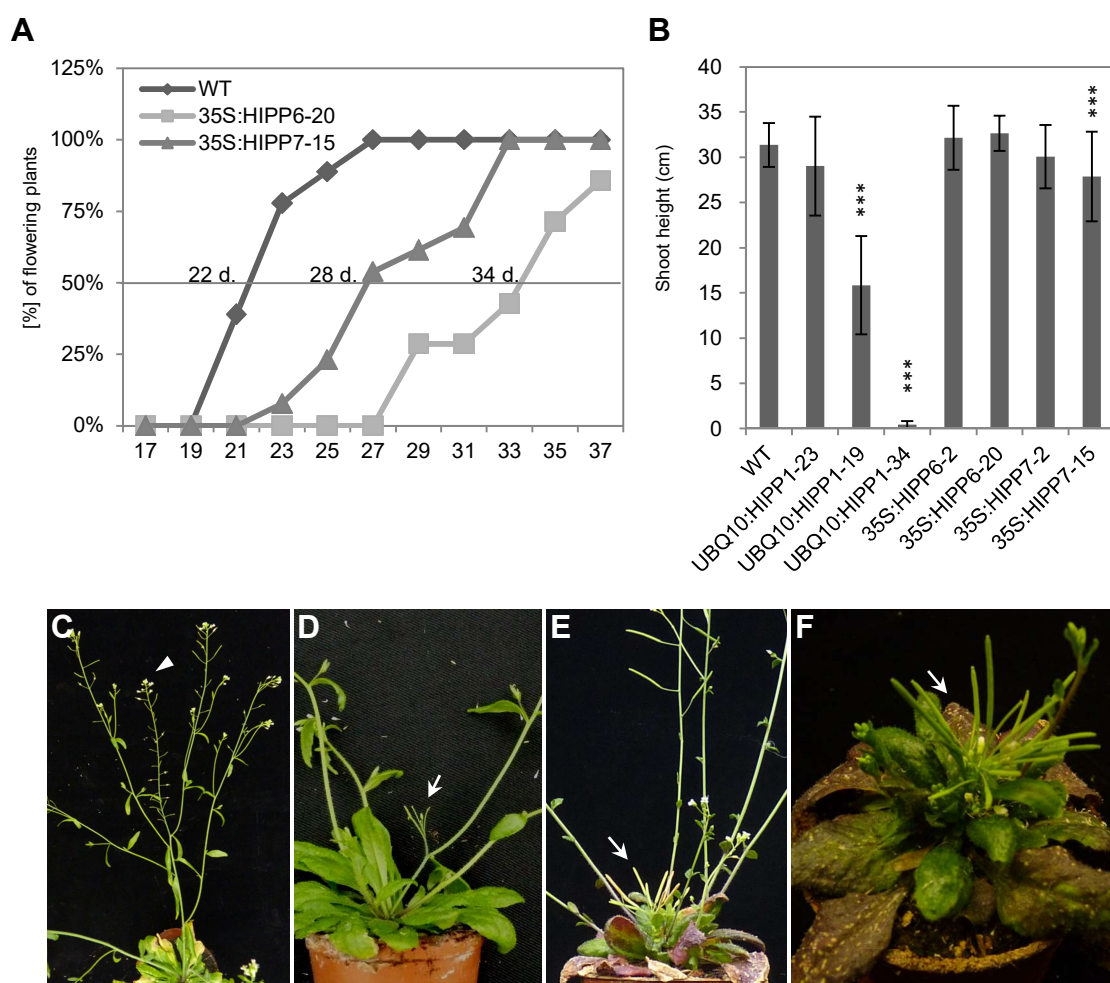 A
125%
100%
75%
50%
25%
0%
[%] of flowering plants
WT
35S:HIPP6-20
35S:HIPP7-15
22 d.
28 d.
34 d.
17 19 21 23 25 27 29 31 33 35 37
B
40
35
30
25
20
15
10
5
0
Shoot height (cm)
***
***
***
WT
UBQ10:HIPP1-23
UBQ10:HIPP1-19
UBQ10:HIPP1-34
35S:HIPP6-2
35S:HIPP6-20
35S:HIPP7-2
35S:HIPP7-15
C
D
E
F